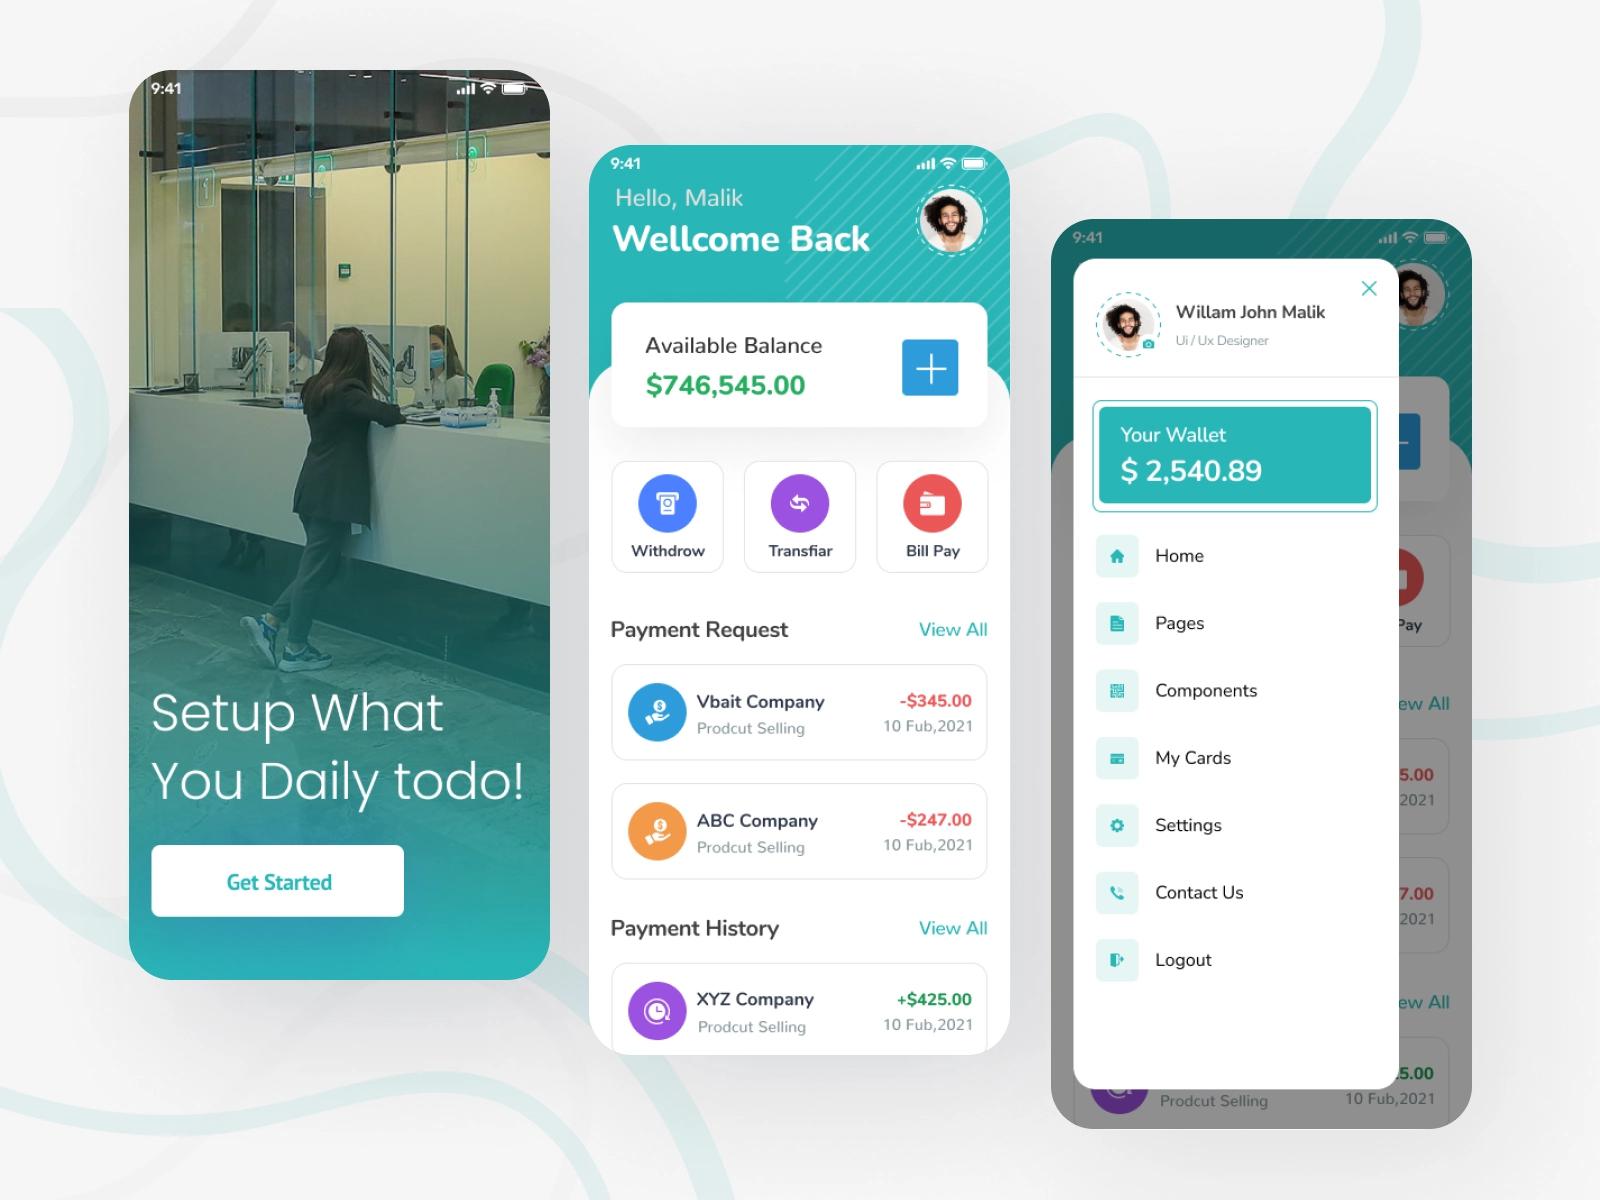 9:41
Setup What
You Daily todo!
Get Started
9:41
Hello, Malik
Wellcome Back
Available Balance
$746,545.00
Withdrow
Transfiar
Bill Pay
Payment Request
View All
Vbait Company
-$345.00
Prodcut Selling
10 Fub,2021
ABC Company
-$247.00
Prodcut Selling
10 Fub,2021
Payment History
View All
XYZ Company
+$425.00
Prodcut Selling
10 Fub,2021
9:41
Willam John Malik
Ui / Ux Designer
Your Wallet
$ 2,540.89
Home
Pages
Pay
Components
ew All
My Cards
5.00
2021
Settings
Contact Us
7.00
2021
Logout
ew All
5.00
Prodcut Selling
10 Fub,2021